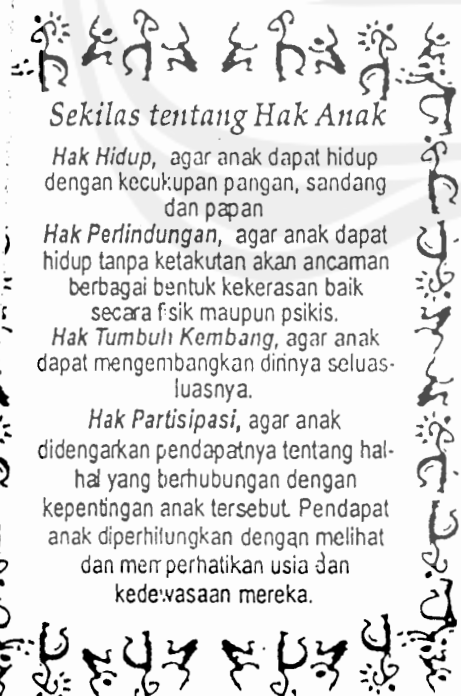 Sekilas tentang Hak Anak
Hak Hidup, agar anak dapat hidup
dengan kecukupan pangan, sandang
dan papan
Hak Perlindungan, agar anak dapat
hidup tanpa ketakutan akan ancaman
berbagai bentuk kekerasan baik
secara fisik maupun psikis.
Hak Tumbuh Kembang, agar anak
dapat mengembangkan dirinya seluas-
luasnya.
Hak Partisipasi, agar anak
didengarkan pendapatnya tentang hal-
hal yang berhubungan dengan
kepentingan anak tersebut. Pendapat
anak diperhitungkan dengan melihat
dan memperhatikan usia dan
kedewasaan mereka.